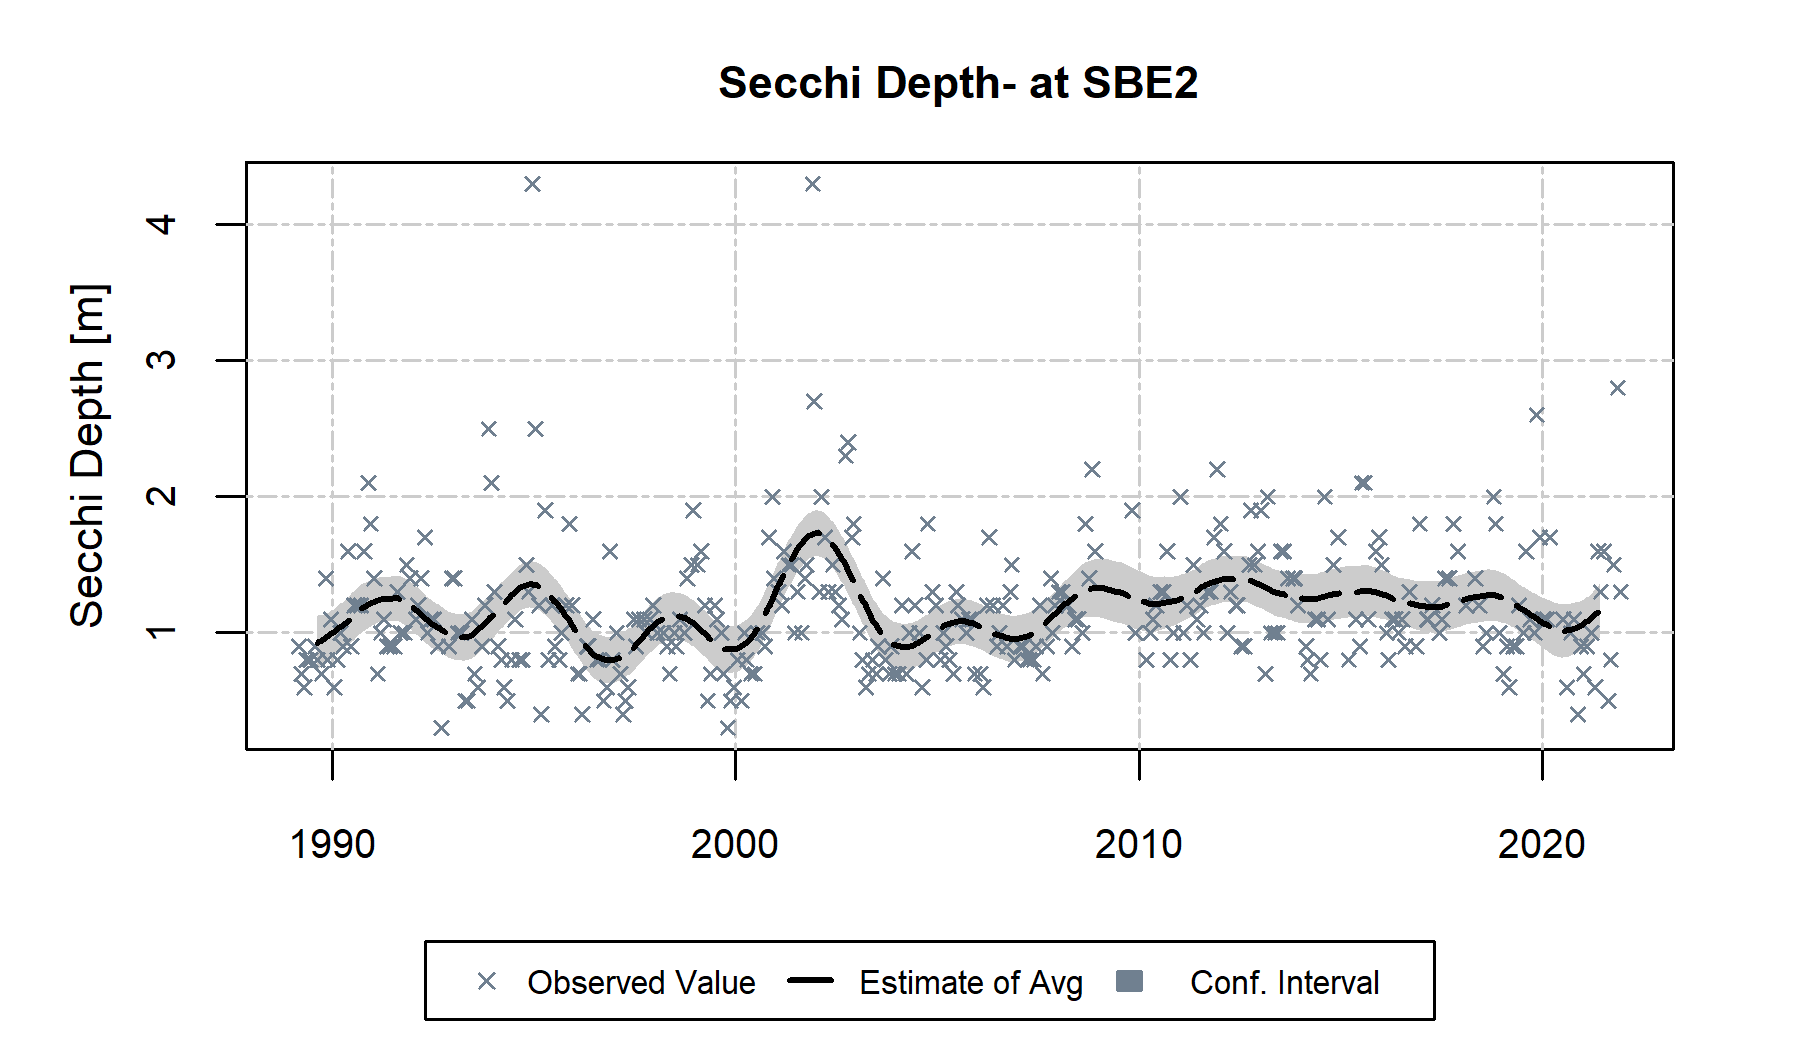 Secchi Depth- at SBE2
Secchi Depth [m]
4
3
2
1
1990 2000 2010 2020
Observed Value Estimate of Avg Conf. Interval